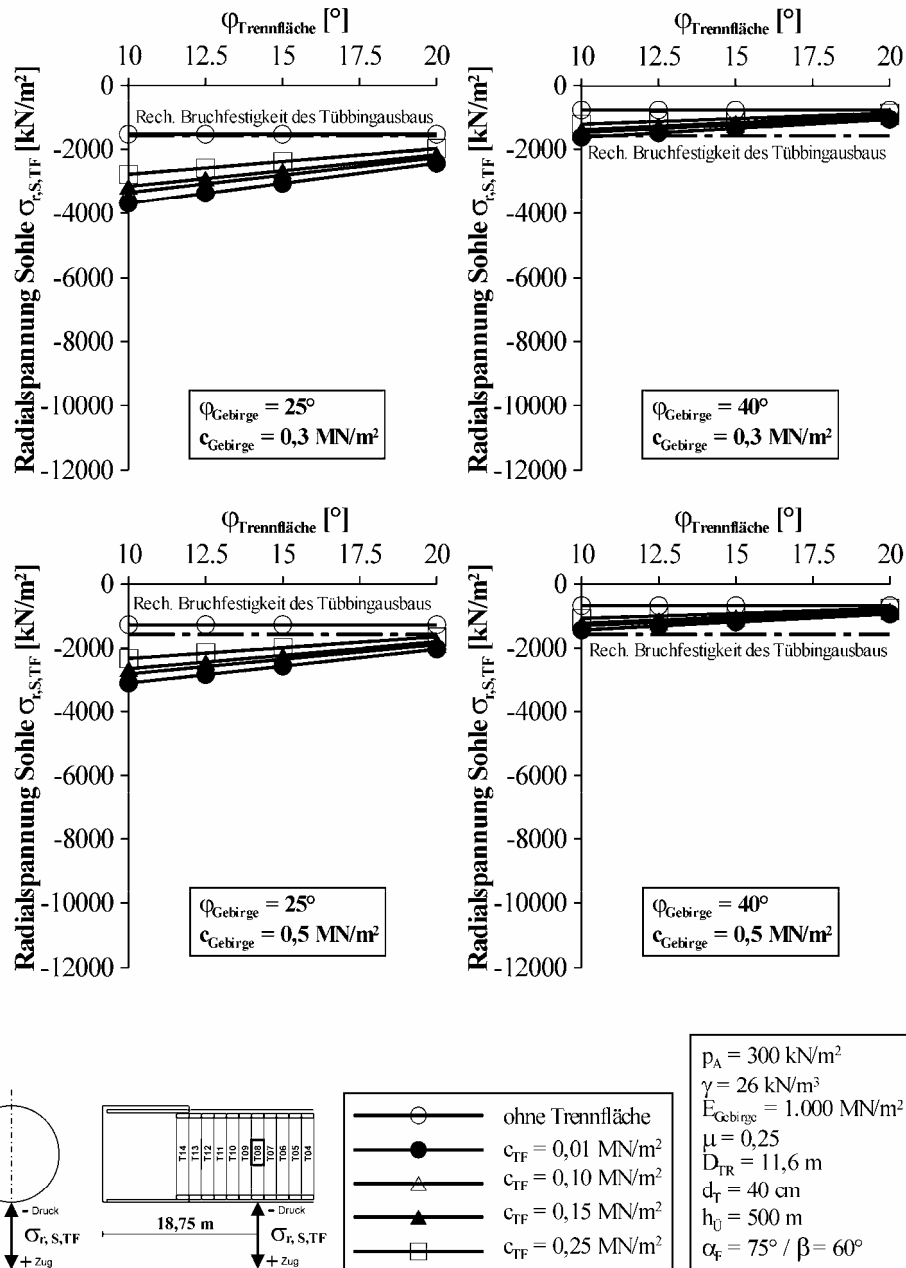 φTrennfläche [°]
10 12.5 15 17.5 20
Radialspannung Sohle σr,S,TF [kN/m²]
0
-2000
-4000
-6000
-8000
-10000
-12000
Rech. Bruchfestigkeit des Tübbingausbaus
φGebirge = 25°
cGebirge = 0,3 MN/m²
φTrennfläche [°]
10 12.5 15 17.5 20
Radialspannung Sohle σr,S,TF [kN/m²]
0
-2000
-4000
-6000
-8000
-10000
-12000
Rech. Bruchfestigkeit des Tübbingausbaus
φGebirge = 40°
cGebirge = 0,3 MN/m²
φTrennfläche [°]
10 12.5 15 17.5 20
Radialspannung Sohle σr,S,TF [kN/m²]
0
-2000
-4000
-6000
-8000
-10000
-12000
Rech. Bruchfestigkeit des Tübbingausbaus
φGebirge = 25°
cGebirge = 0,5 MN/m²
φTrennfläche [°]
10 12.5 15 17.5 20
Radialspannung Sohle σr,S,TF [kN/m²]
0
-2000
-4000
-6000
-8000
-10000
-12000
Rech. Bruchfestigkeit des Tübbingausbaus
φGebirge = 40°
cGebirge = 0,5 MN/m²
- Druck
σr, S,TF
+ Zug
T14
T13
T12
T11
T10
T09
T08
T07
T06
T05
T04
18,75 m
- Druck
σr, S,TF
+ Zug
ohne Trennfläche
cTF = 0,01 MN/m²
cTF = 0,10 MN/m²
cTF = 0,15 MN/m²
cTF = 0,25 MN/m²
pA = 300 kN/m²
γ = 26 kN/m³
EGebirge = 1.000 MN/m²
μ = 0,25
DTR = 11,6 m
dT = 40 cm
hÜ = 500 m
αF = 75° / β = 60°